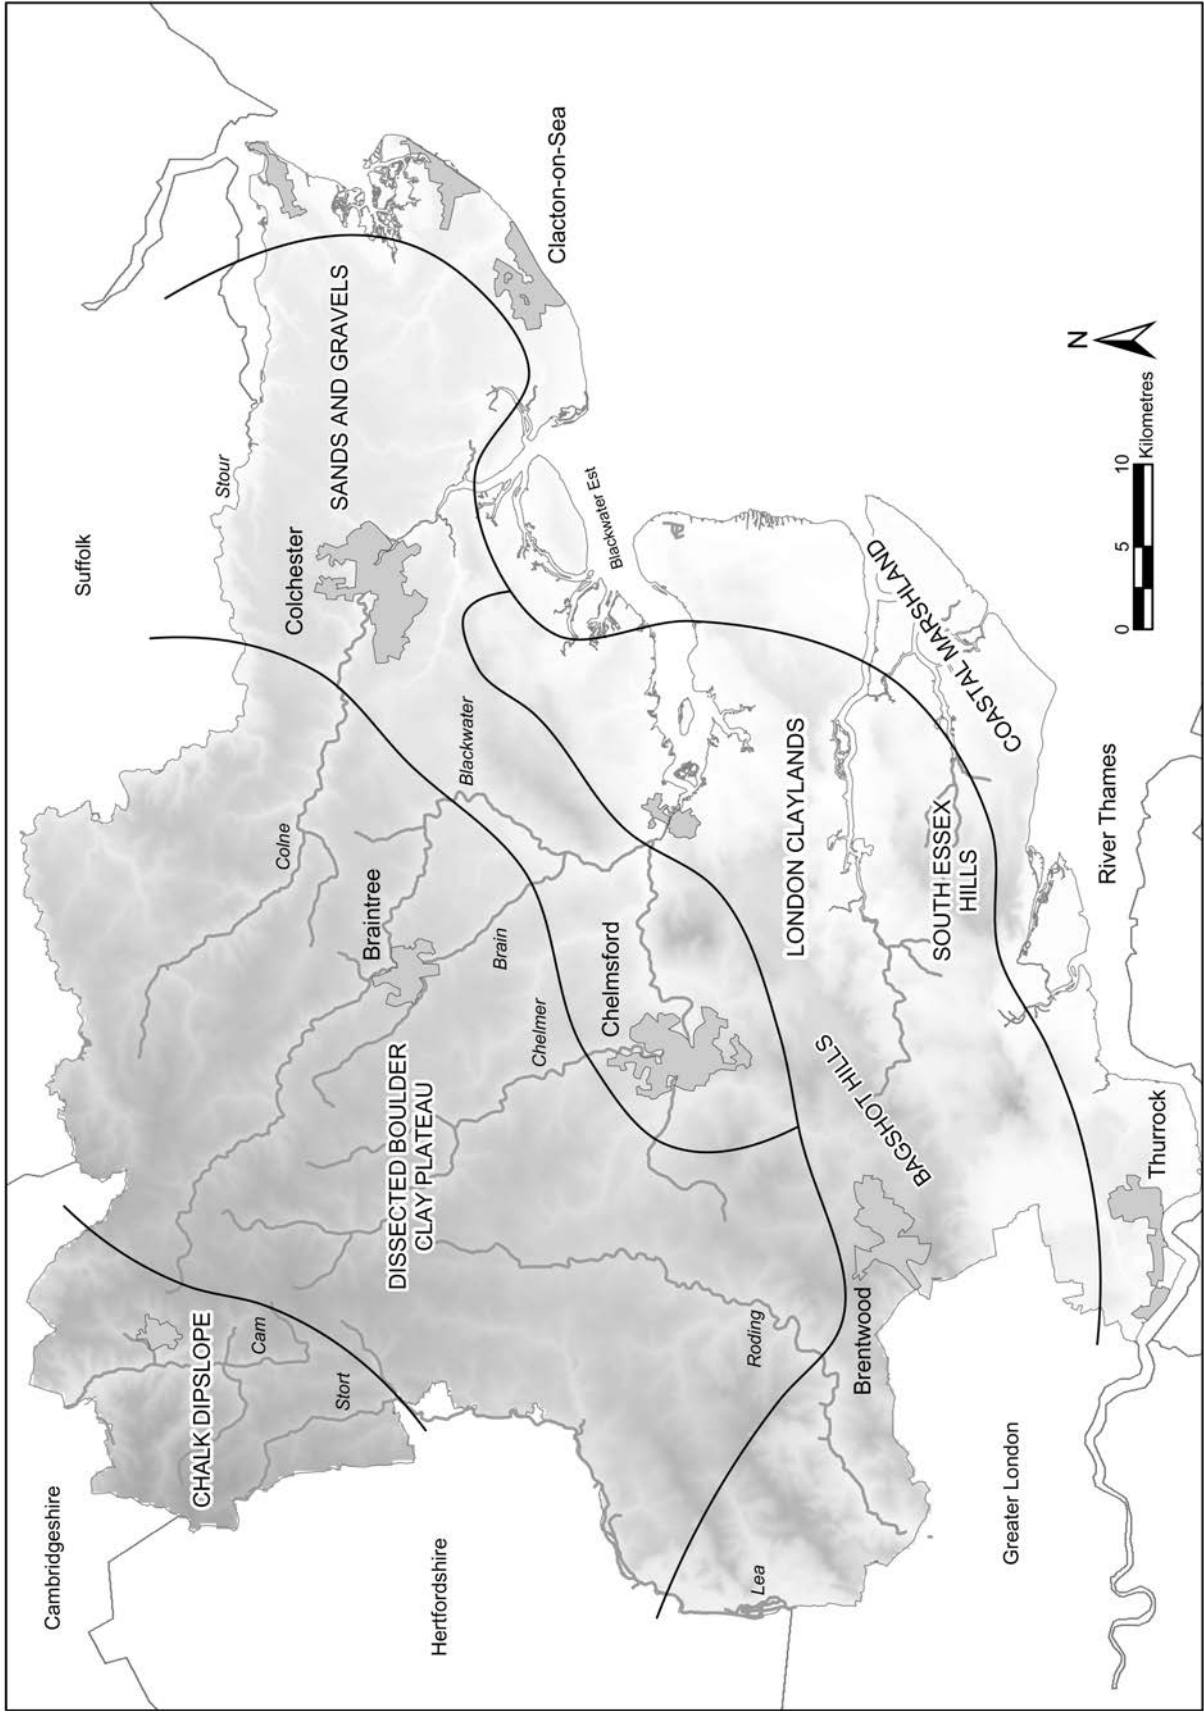 Cambridgeshire
Suffolk
CHALK DIPSLOPE
Cam
Stort
Hertfordshire
Stour
Colchester
SANDS AND GRAVELS
Colne
Braintree
Blackwater
Brain
DISSECTED BOULDER
CLAY PLATEAU
Chelmer
Clacton-on-Sea
Blackwater Est
Chelmsford
Roding
Lea
LONDON CLAYLANDS
BAGSHOT HILLS
Brentwood
SOUTH ESSEX
HILLS
COASTAL MARSHLAND
Greater London
Thurrock
River Thames
N
0 5 10
Kilometres